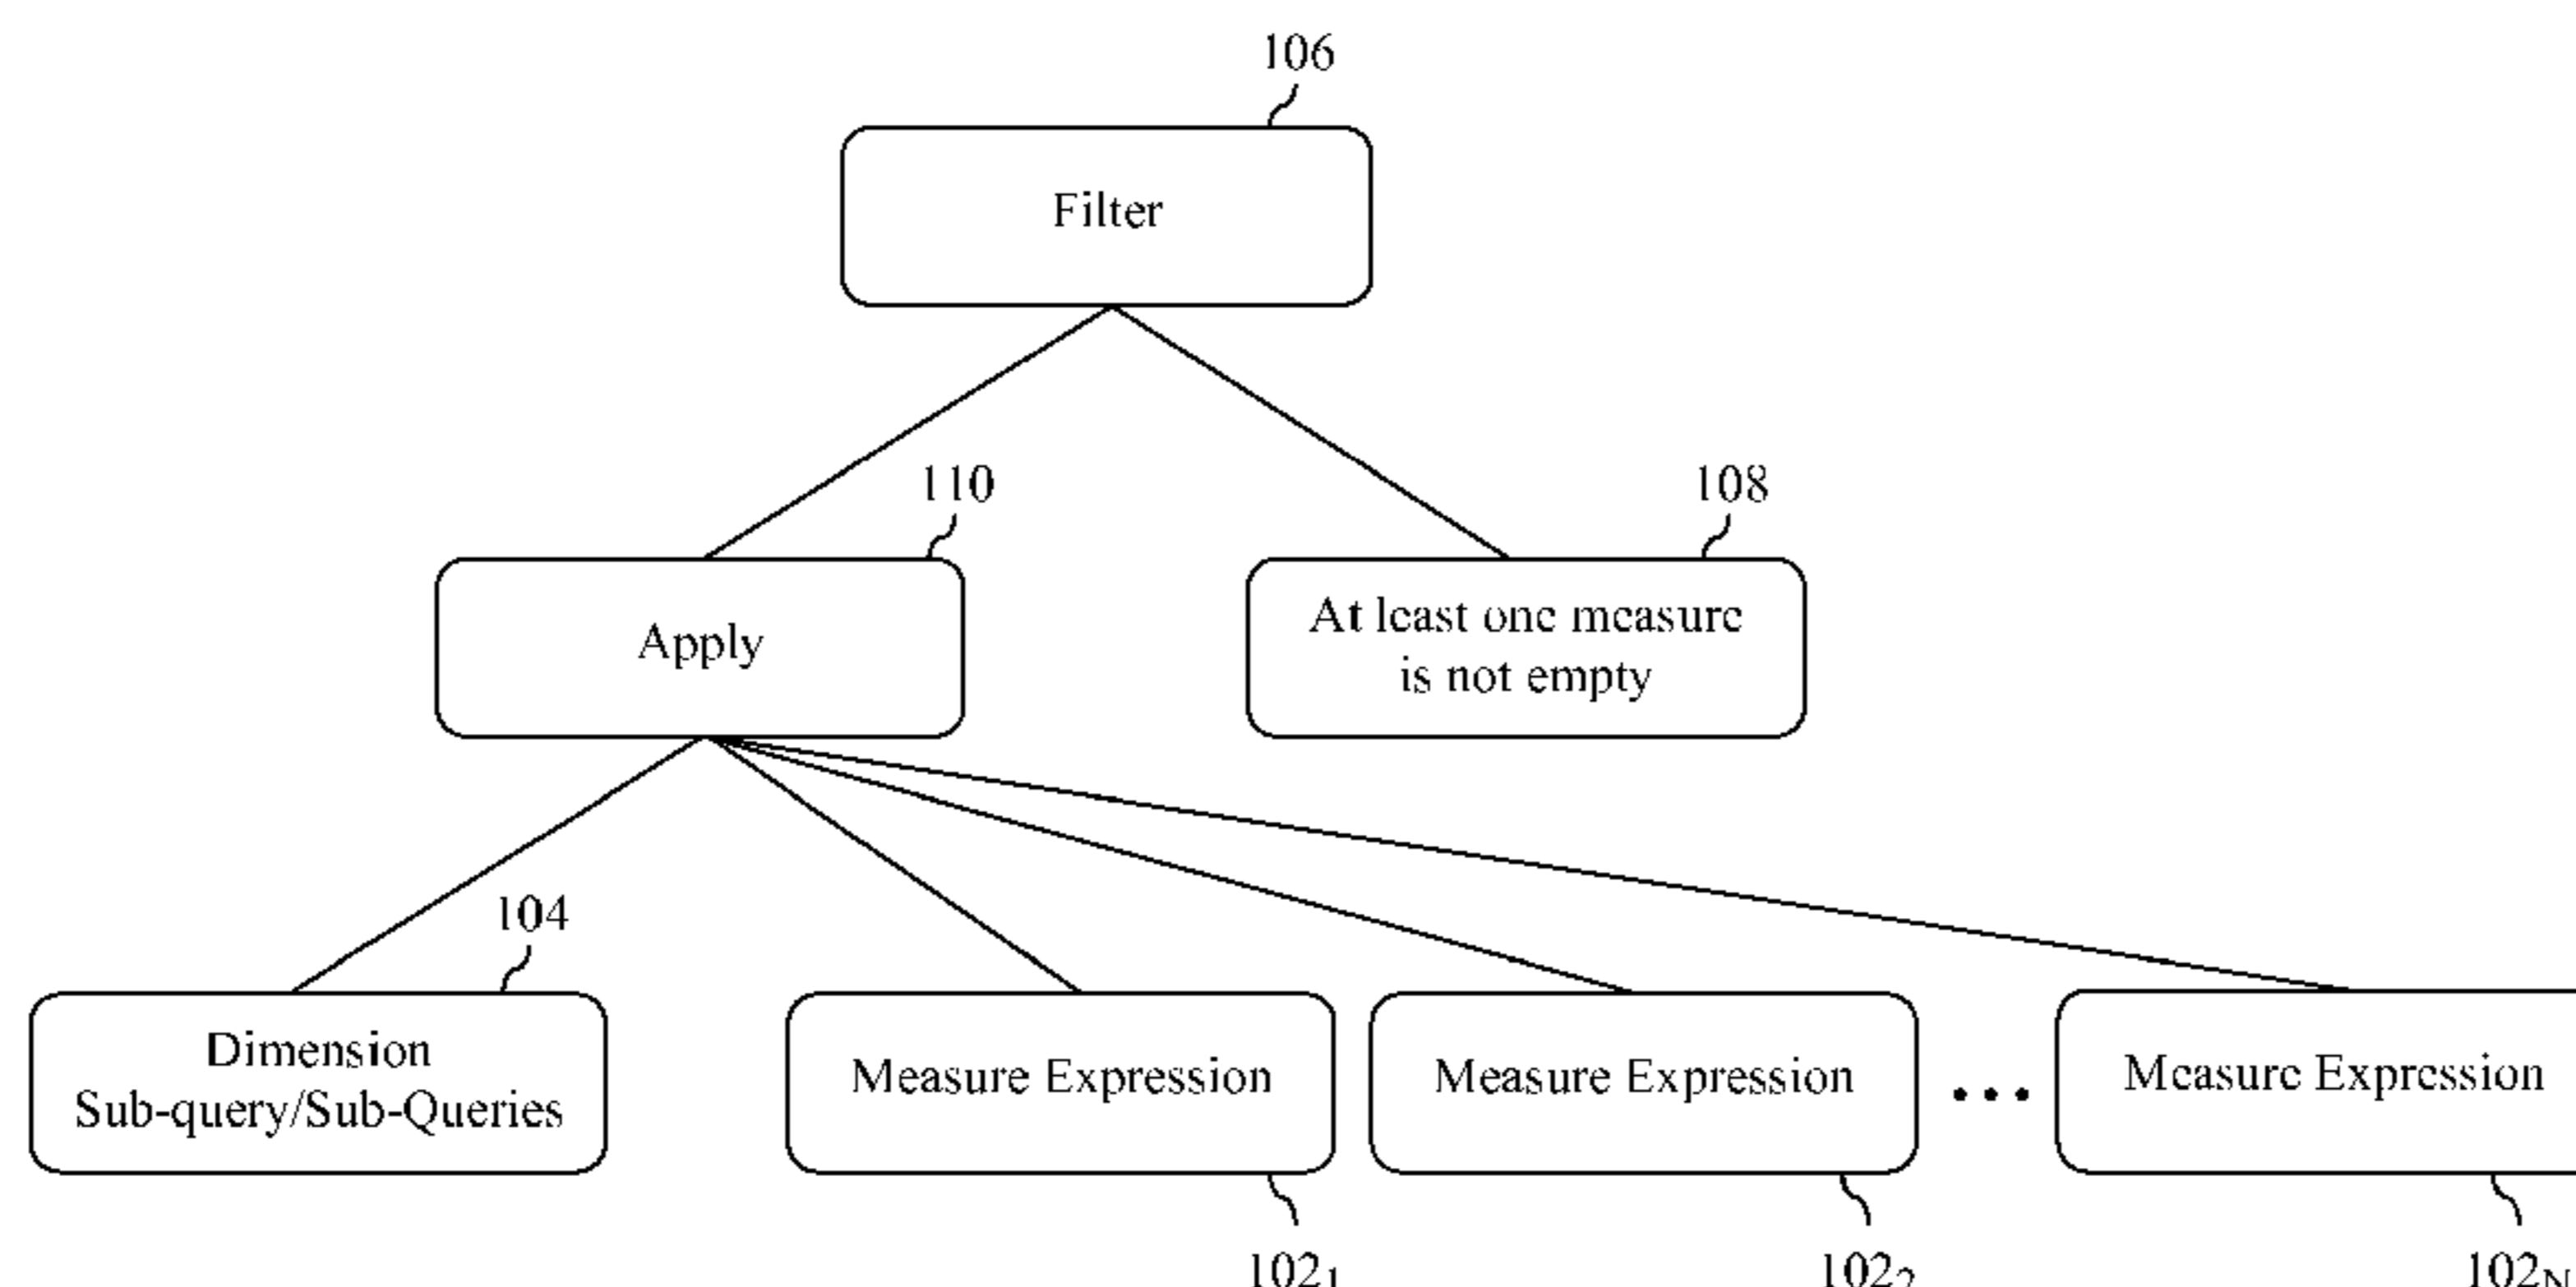 106
Filter
110
108
Apply
At least one measure
is not empty
104
Dimension
Sub-query/Sub-Queries
Measure Expression
Measure Expression
...
Measure Expression
102₁
102₂
102N